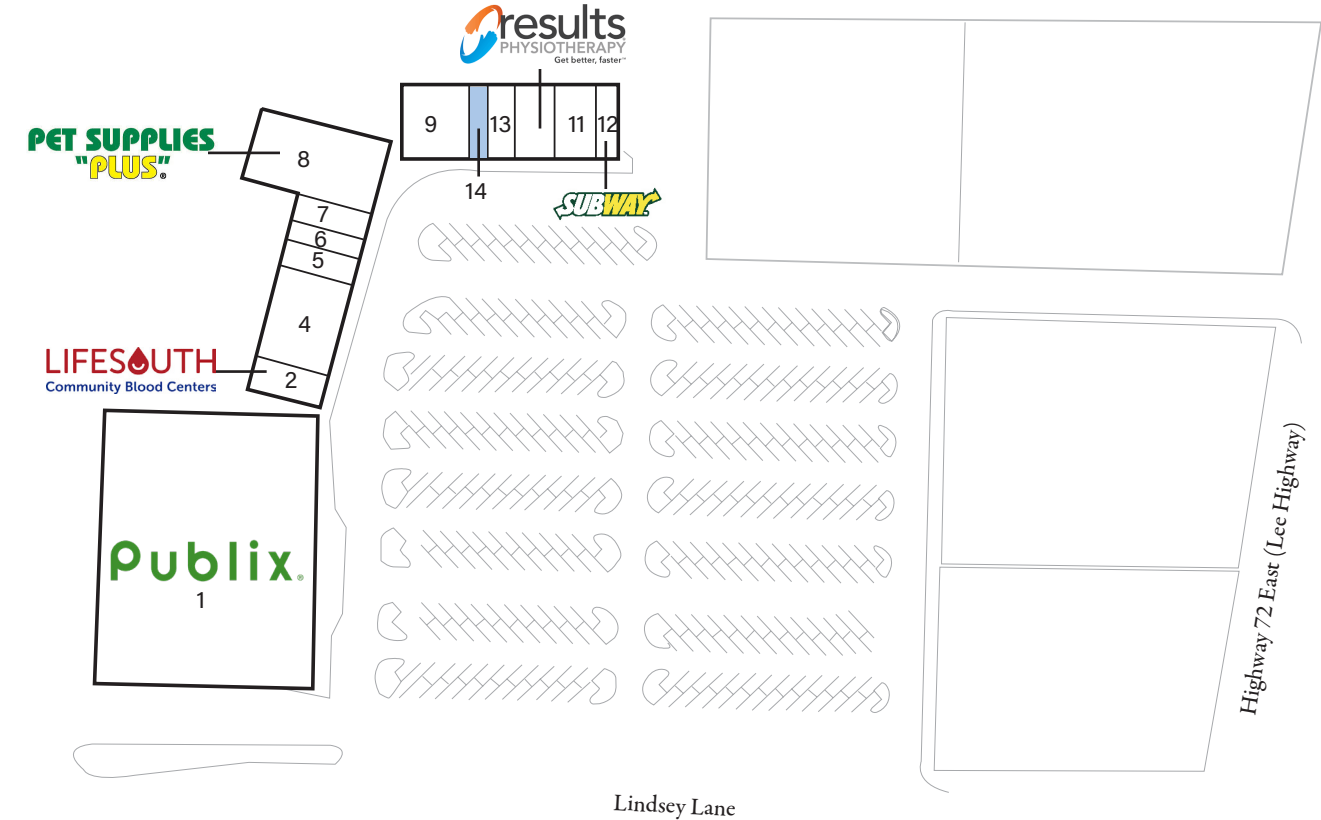 results
PHYSIOTHERAPY
Get better, faster™
9
13
11
12
14
SUBWAY
PET SUPPLIES
"PLUS"®
8
7
6
5
4
LIFESOUTH
Community Blood Centers
2
Publix®
1
Highway 72 East (Lee Highway)
Lindsey Lane